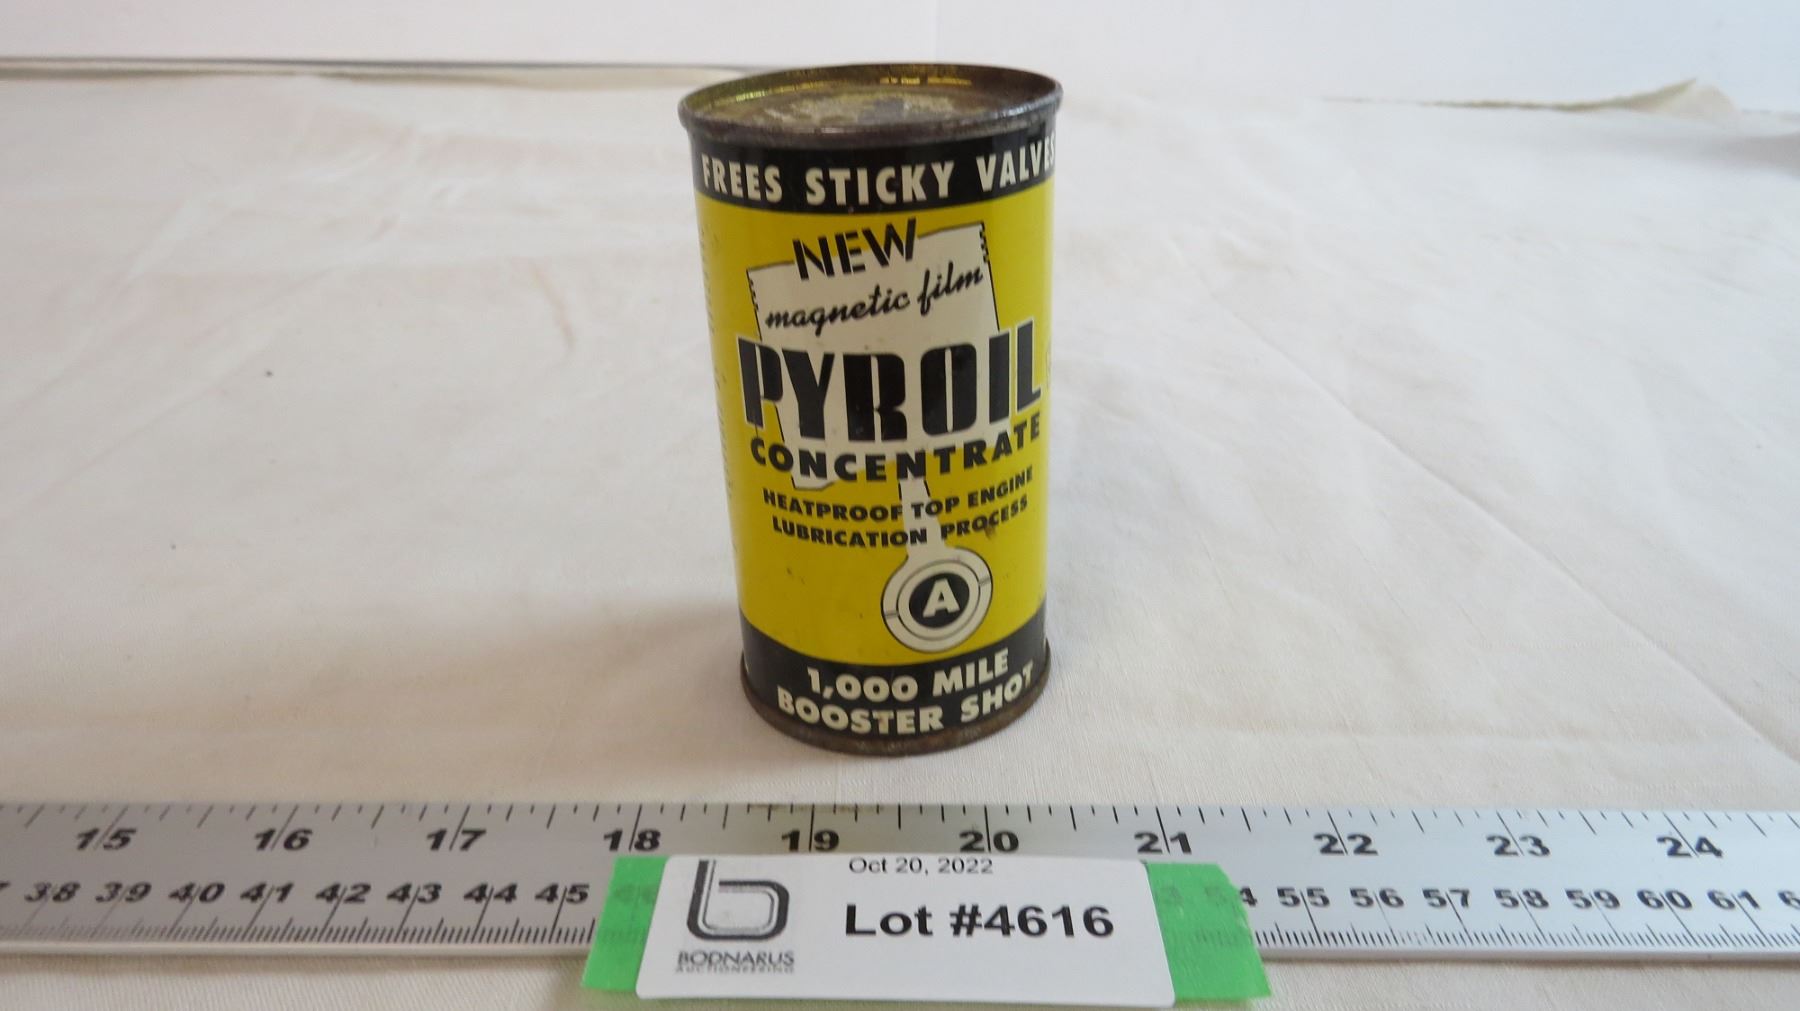 FREES STICKY VALVES
NEW
magnetic film
PYROIL
CONCENTRATE
HEATPROOF TOP ENGINE
LUBRICATION PROCESS
A
1,000 MILE
BOOSTER SHOT
15 16 17 18 19 20 21 22 23 24
38 39 40 41 42 43 44 45 54 55 56 57 58 59 60 61
Oct 20, 2022
Lot #4616
b
BODNARUS
AUCTIONEERING